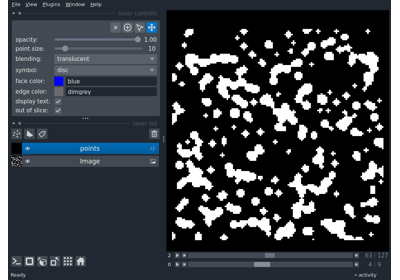 File View Plugins Window Help
layer controls
opacity: 1.00
point size: 10
blending: translucent
symbol: disc
face color: blue
edge color: dimgrey
display text:
out of slice:
layer list
points
Image
2 63 127
0 4 9
Ready
activity